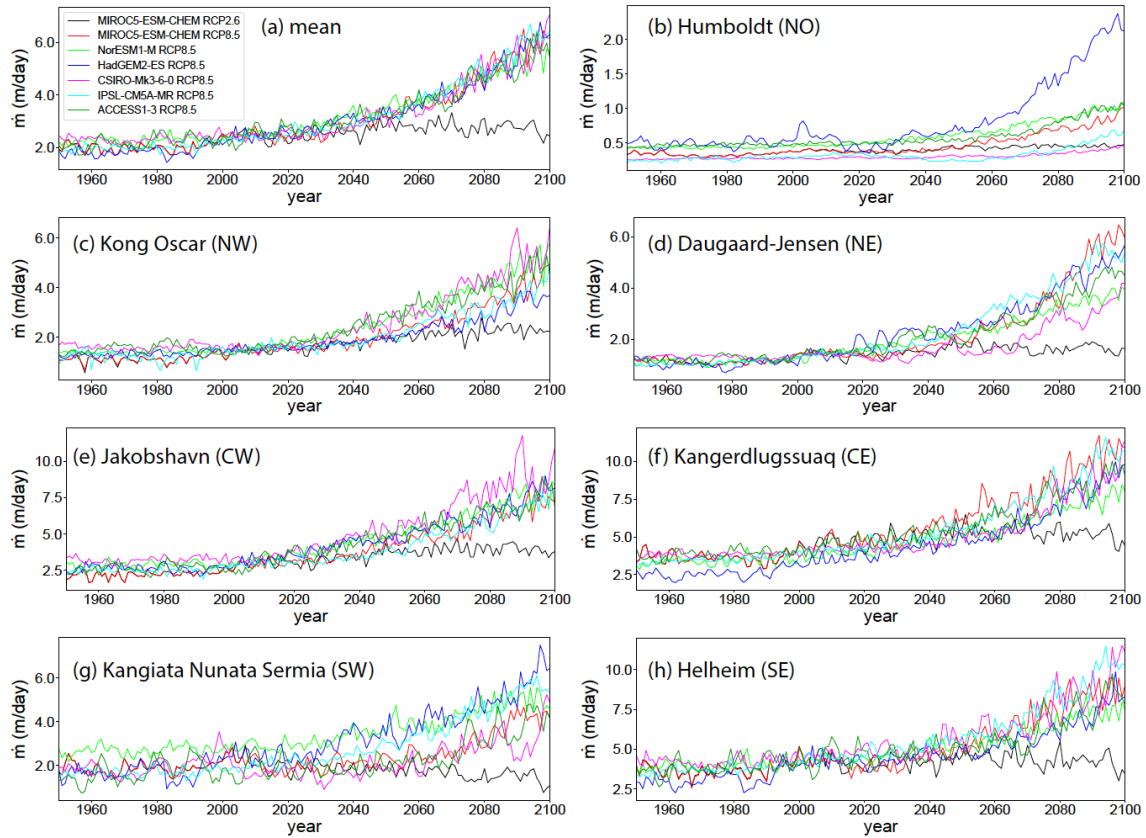 (a) mean
MIROC5-ESM-CHEM RCP2.6
MIROC5-ESM-CHEM RCP8.5
NorESM1-M RCP8.5
HadGEM2-ES RCP8.5
CSIRO-Mk3-6-0 RCP8.5
IPSL-CM5A-MR RCP8.5
ACCESS1-3 RCP8.5
ṁ (m/day)
6.0
4.0
2.0
1960 1980 2000 2020 2040 2060 2080 2100
year
(b) Humboldt (NO)
ṁ (m/day)
2.0
1.5
1.0
0.5
1960 1980 2000 2020 2040 2060 2080 2100
year
(c) Kong Oscar (NW)
ṁ (m/day)
6.0
4.0
2.0
1960 1980 2000 2020 2040 2060 2080 2100
year
(d) Daugaard-Jensen (NE)
ṁ (m/day)
6.0
4.0
2.0
1960 1980 2000 2020 2040 2060 2080 2100
year
(e) Jakobshavn (CW)
ṁ (m/day)
10.0
7.5
5.0
2.5
1960 1980 2000 2020 2040 2060 2080 2100
year
(f) Kangerdlugssuaq (CE)
ṁ (m/day)
10.0
7.5
5.0
2.5
1960 1980 2000 2020 2040 2060 2080 2100
year
(g) Kangiata Nunata Sermia (SW)
ṁ (m/day)
6.0
4.0
2.0
1960 1980 2000 2020 2040 2060 2080 2100
year
(h) Helheim (SE)
ṁ (m/day)
10.0
7.5
5.0
2.5
1960 1980 2000 2020 2040 2060 2080 2100
year